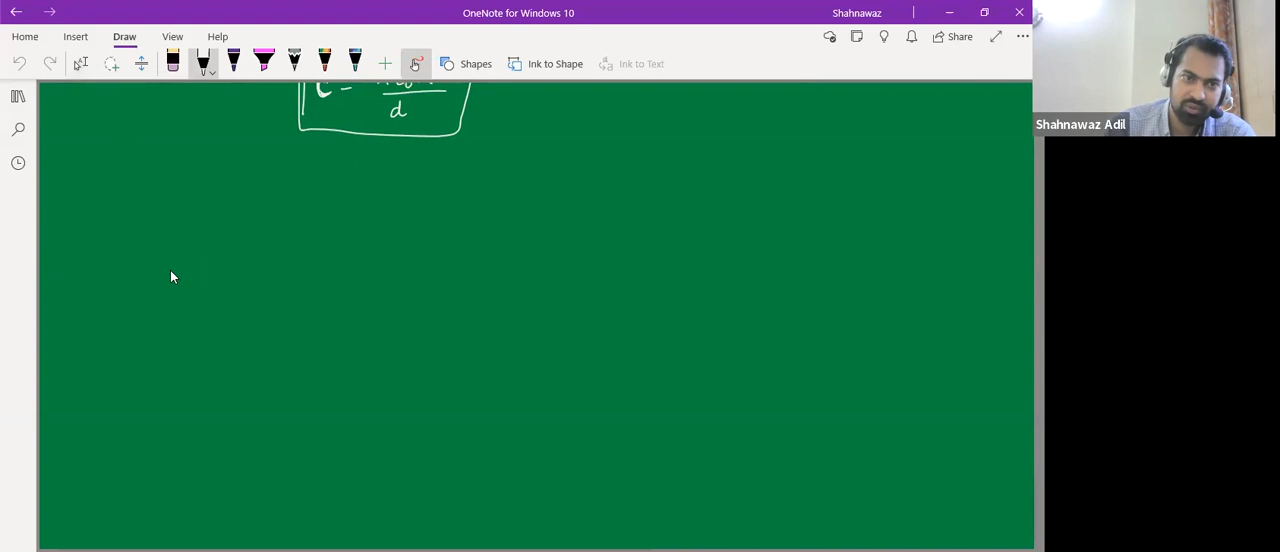 OneNote for Windows 10
Shahnawaz
Home Insert Draw View Help
Share
Shapes Ink to Shape Ink to Text
Shahnawaz Adil
C =
d